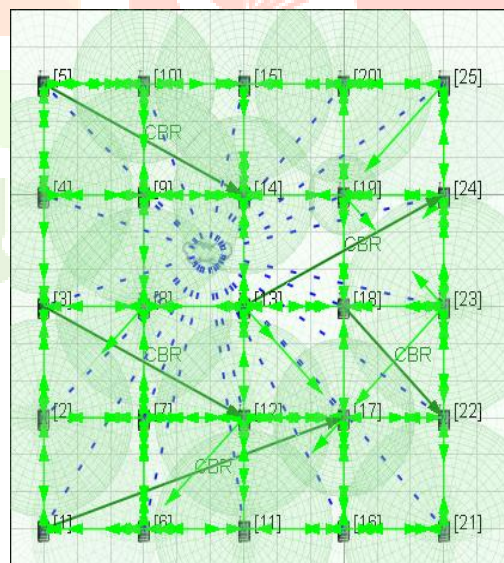 [5] [10] [15] [20] [25]
CBR
[4] [9] [14] [19] [24]
CBR
[3] [8] [13] [18] [23]
CBR CBR
[2] [7] [12] [17] [22]
CBR
[1] [6] [11] [16] [21]